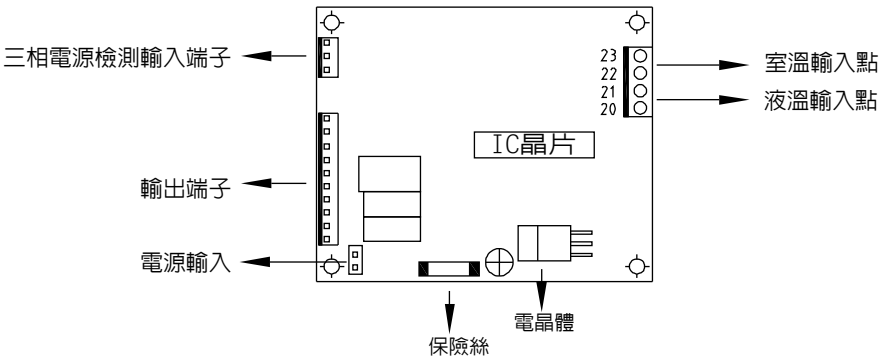 三相電源檢測輸入端子
輸出端子
電源輸入
IC晶片
23
22
21
20
室溫輸入點
液溫輸入點
電晶體
保險絲